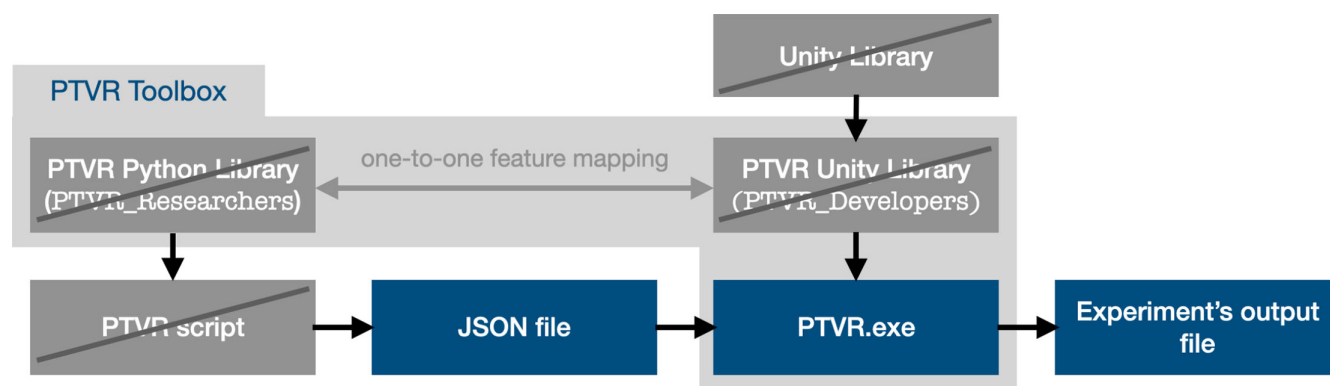 Unity Library
PTVR Toolbox
PTVR Python Library
(PTVR_Researchers)
one-to-one feature mapping
PTVR Unity Library
(PTVR_Developers)
PTVR script
JSON file
PTVR.exe
Experiment's output
file